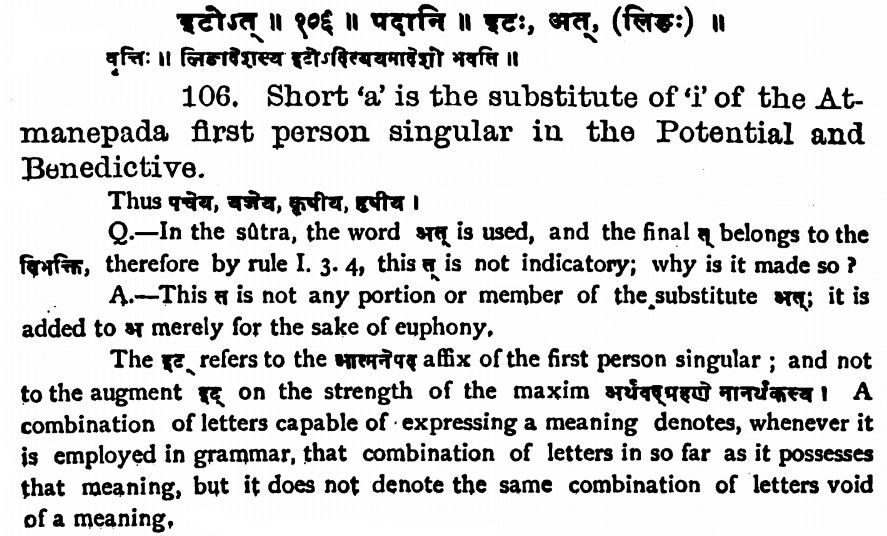 इटोऽत् ॥ १०६ ॥ पदानि ॥ इटः, अत्, (लिङः) ॥
वृत्तिः ॥ लिङादेशस्य इटोऽदित्ययमादेशो भवति ॥
106. Short ‘a’ is the substitute of ‘i’ of the At-
manepada first person singular in the Potential and
Benedictive.
Thus पचेय, यजेय, कृषीय, हृषीय ।
Q.—In the sûtra, the word अत् is used, and the final त् belongs to the
विभक्ति, therefore by rule I. 3. 4, this त् is not indicatory; why is it made so ?
A.—This त is not any portion or member of the substitute अत्; it is
added to अ merely for the sake of euphony.
The इट् refers to the आत्मनेपद affix of the first person singular ; and not
to the augment इट् on the strength of the maxim अर्थवद्ग्रहणे नानर्थकस्य । A
combination of letters capable of expressing a meaning denotes, whenever it
is employed in grammar, that combination of letters in so far as it possesses
that meaning, but it does not denote the same combination of letters void
of a meaning.